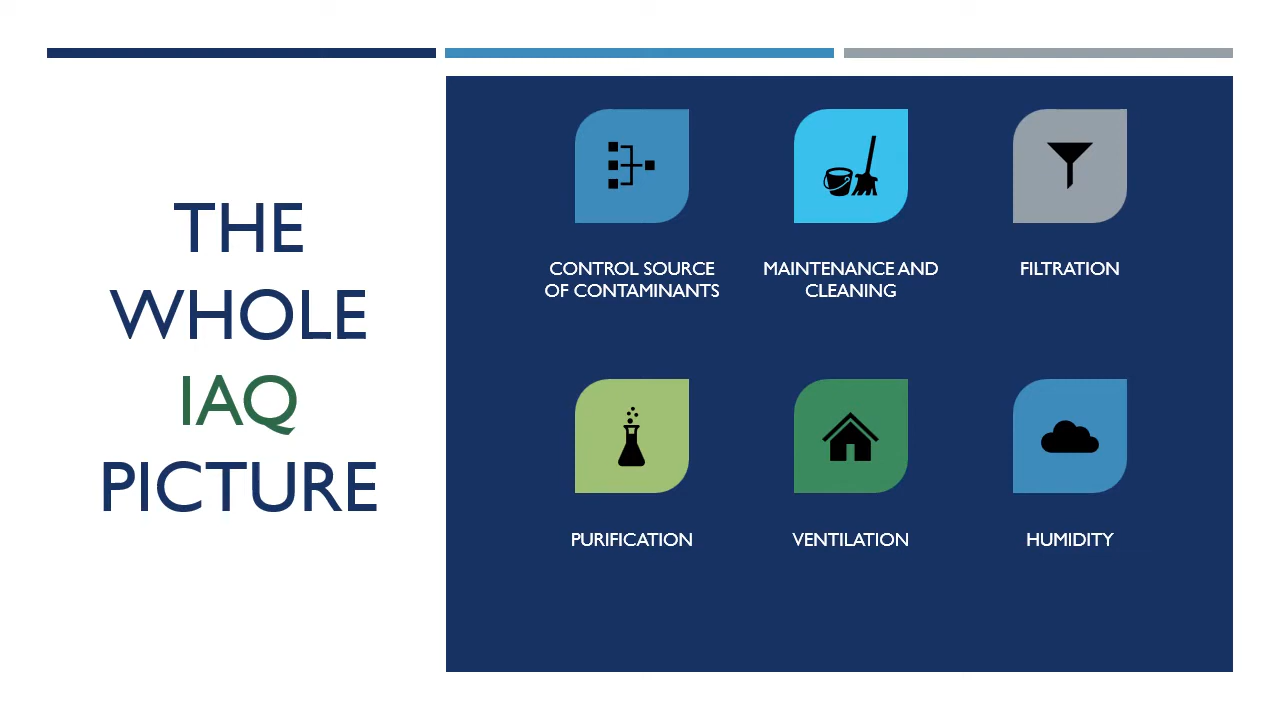 THE
WHOLE
IAQ
PICTURE
CONTROL SOURCE
OF CONTAMINANTS
MAINTENANCE AND
CLEANING
FILTRATION
PURIFICATION
VENTILATION
HUMIDITY